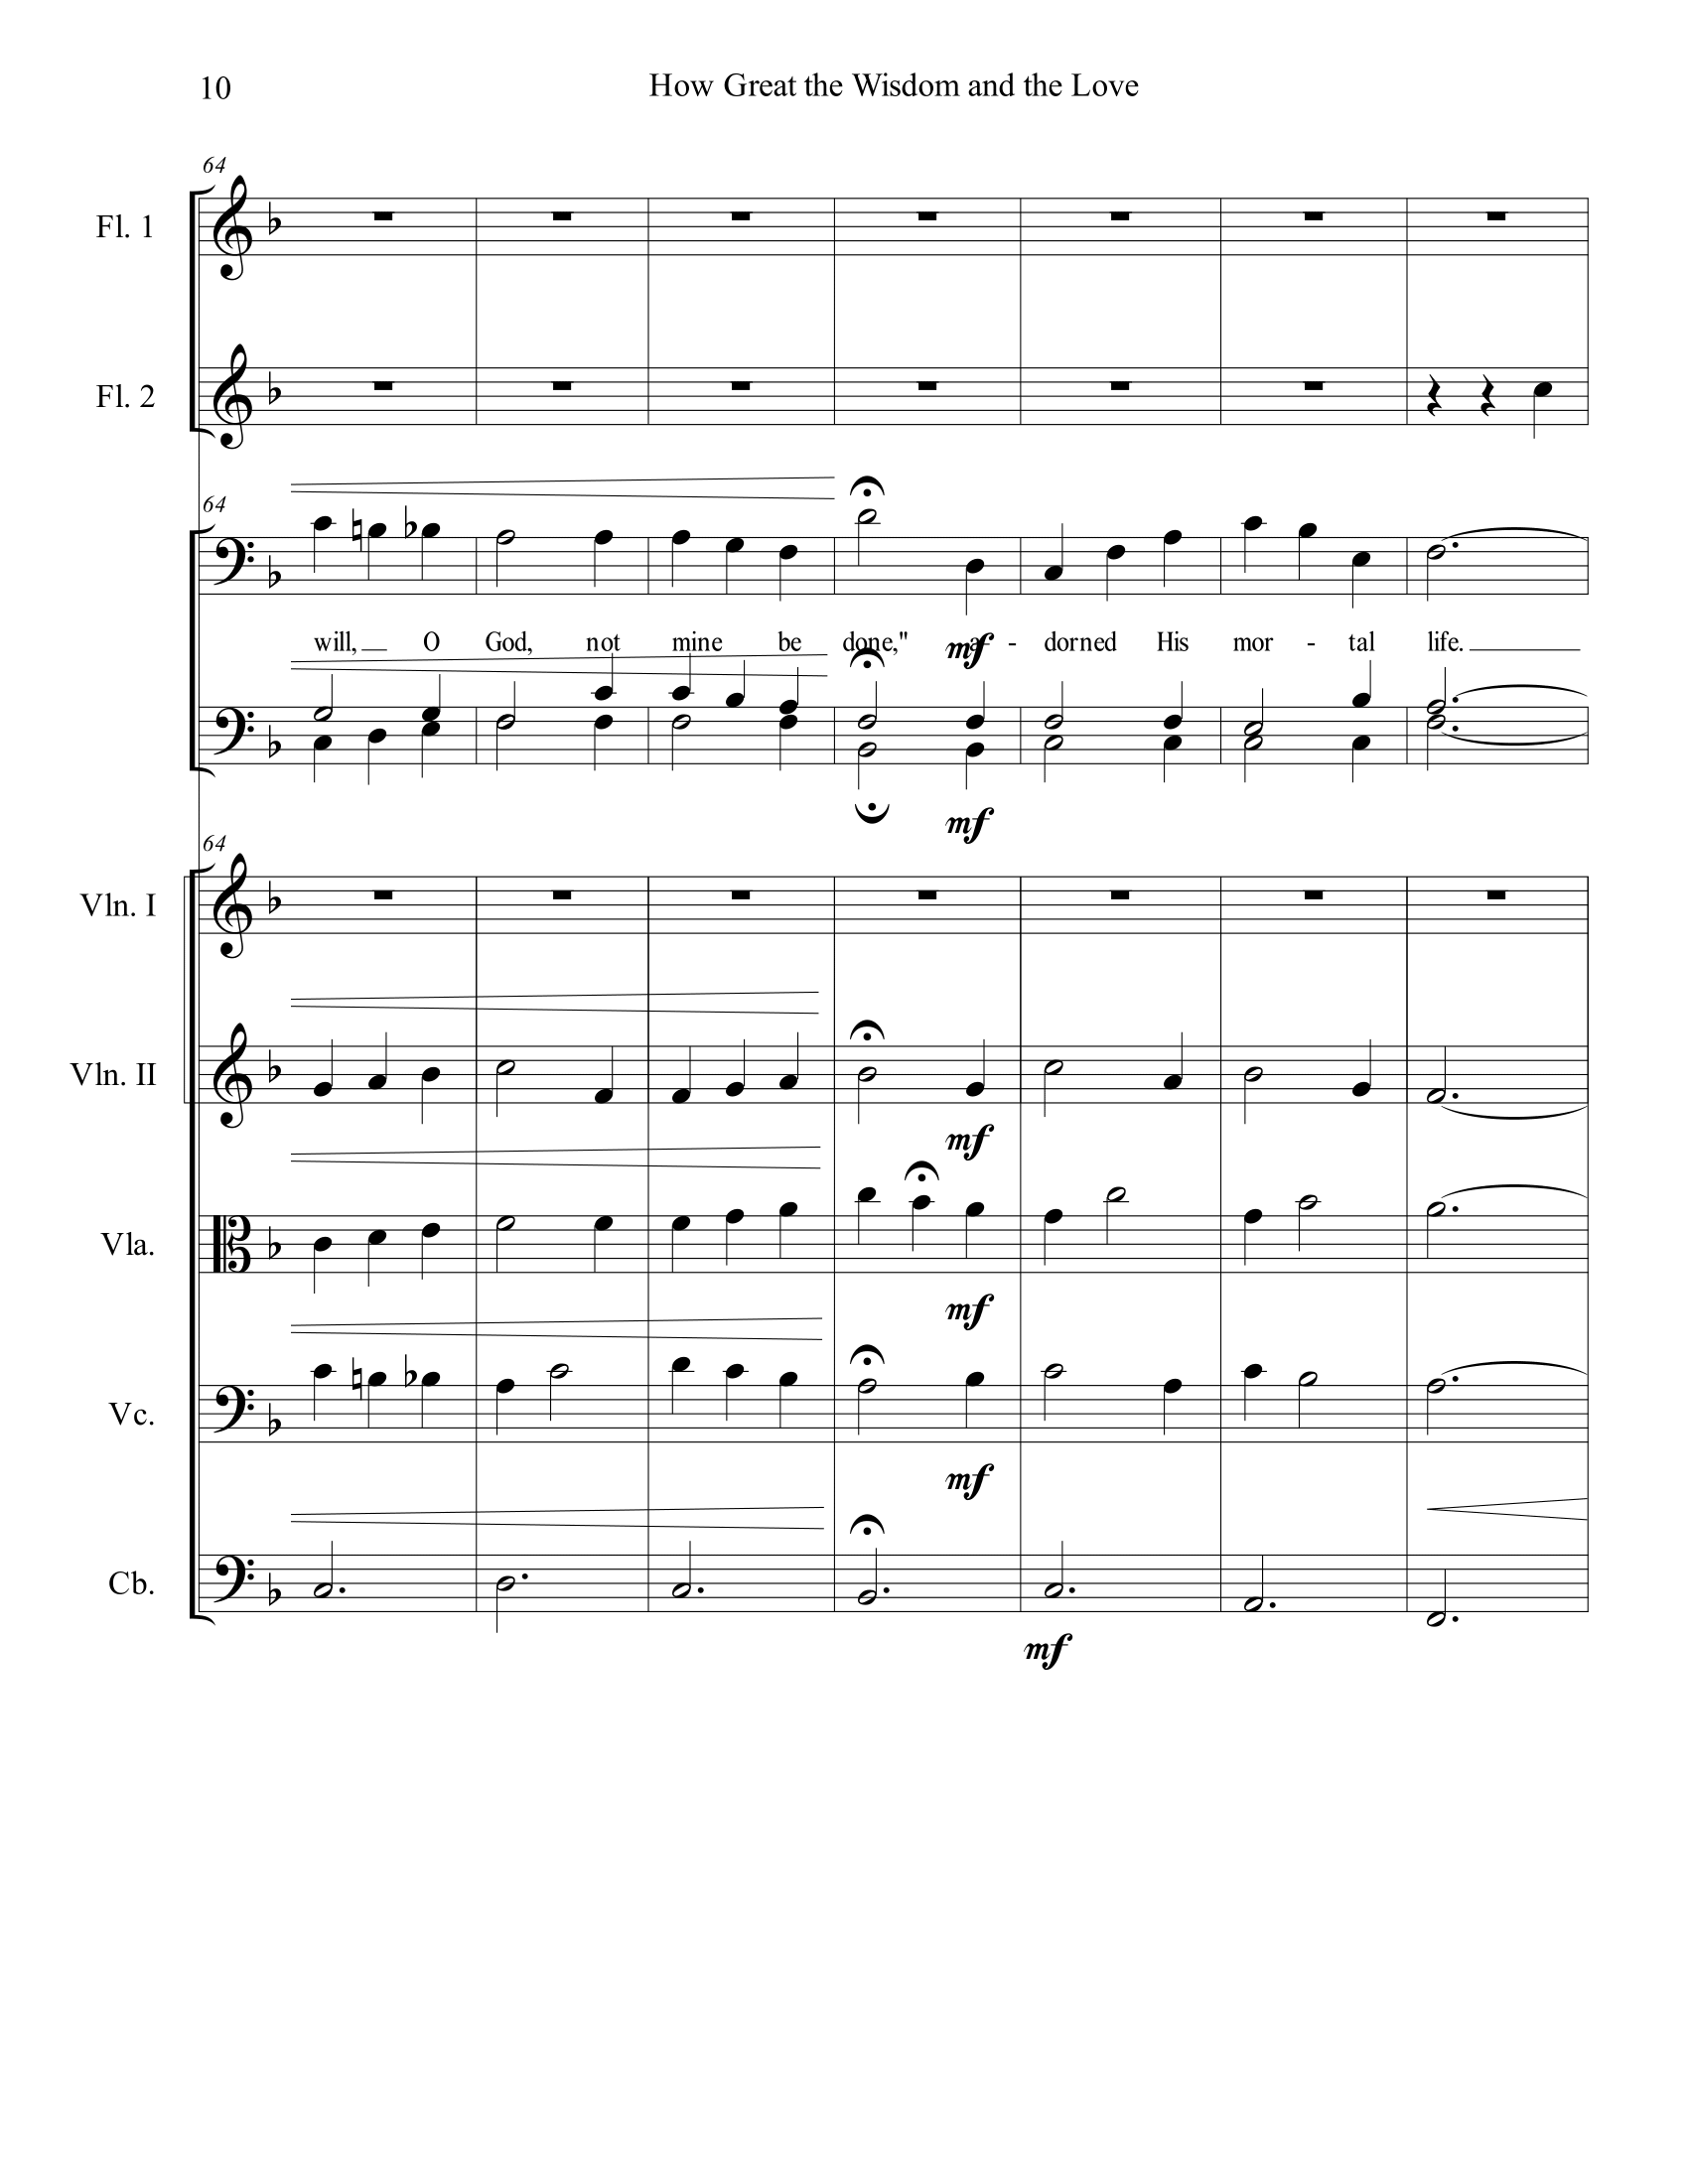 10
How Great the Wisdom and the Love
64
Fl. 1
Fl. 2
64
will, O God, not mine be done," a - dorned His mor - tal life.
mf
mf
64
Vln. I
Vln. II
mf
Vla.
mf
Vc.
mf
Cb.
mf